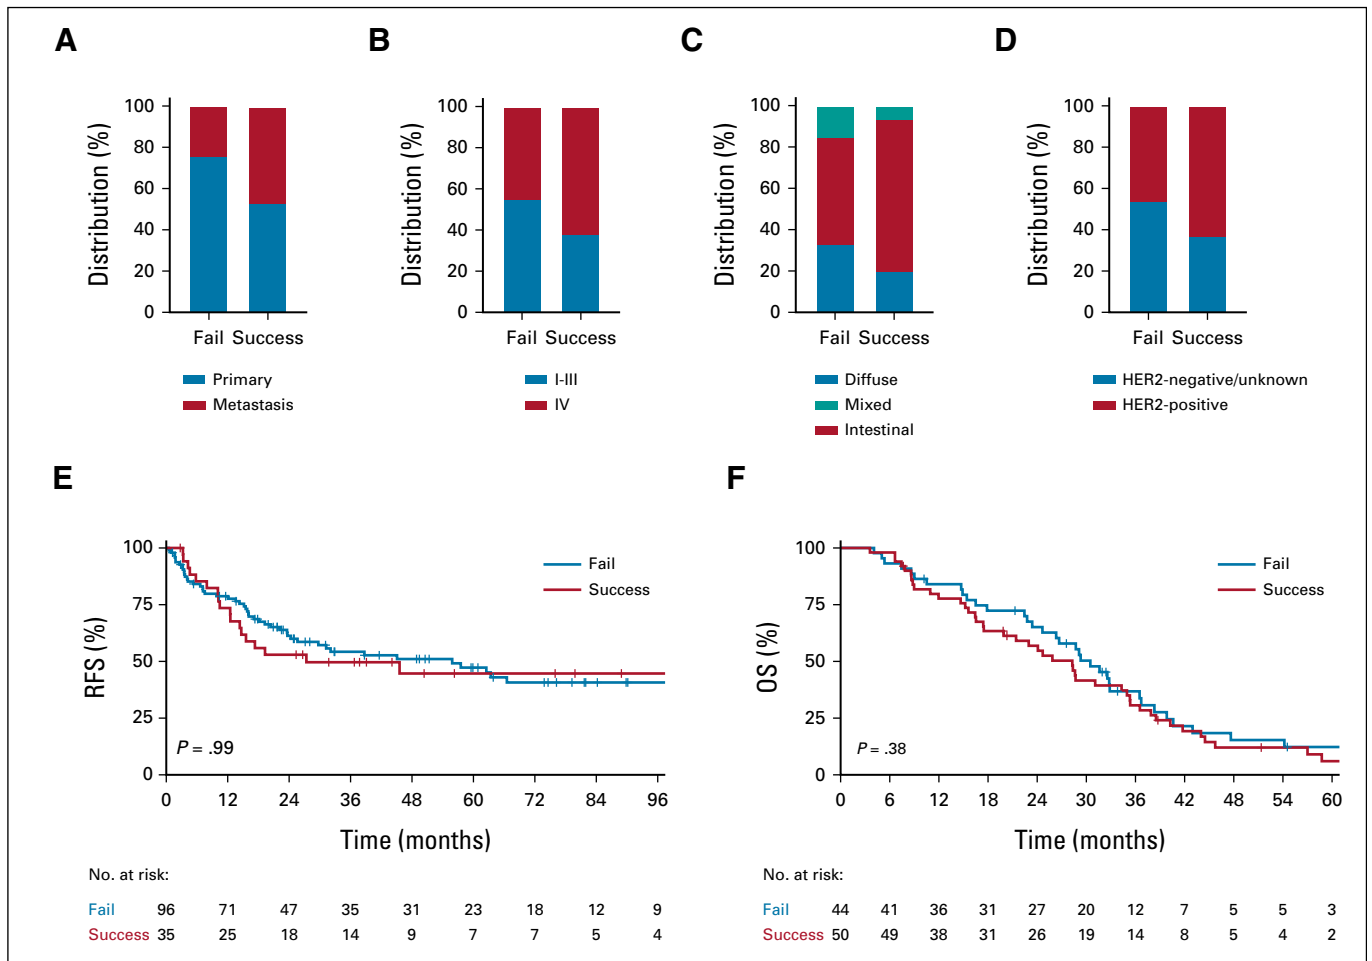 A
B
C
D
Distribution (%)
100
80
60
40
20
0
Fail Success
Primary
Metastasis
Distribution (%)
100
80
60
40
20
0
Fail Success
I-III
IV
Distribution (%)
100
80
60
40
20
0
Fail Success
Diffuse
Mixed
Intestinal
Distribution (%)
100
80
60
40
20
0
Fail Success
HER2-negative/unknown
HER2-positive
E
RFS (%)
100
75
50
25
0
Fail
Success
P = .99
0 12 24 36 48 60 72 84 96
Time (months)
No. at risk:
Fail 96 71 47 35 31 23 18 12 9
Success 35 25 18 14 9 7 7 5 4
F
OS (%)
100
75
50
25
0
Fail
Success
P = .38
0 6 12 18 24 30 36 42 48 54 60
Time (months)
No. at risk:
Fail 44 41 36 31 27 20 12 7 5 5 3
Success 50 49 38 31 26 19 14 8 5 4 2